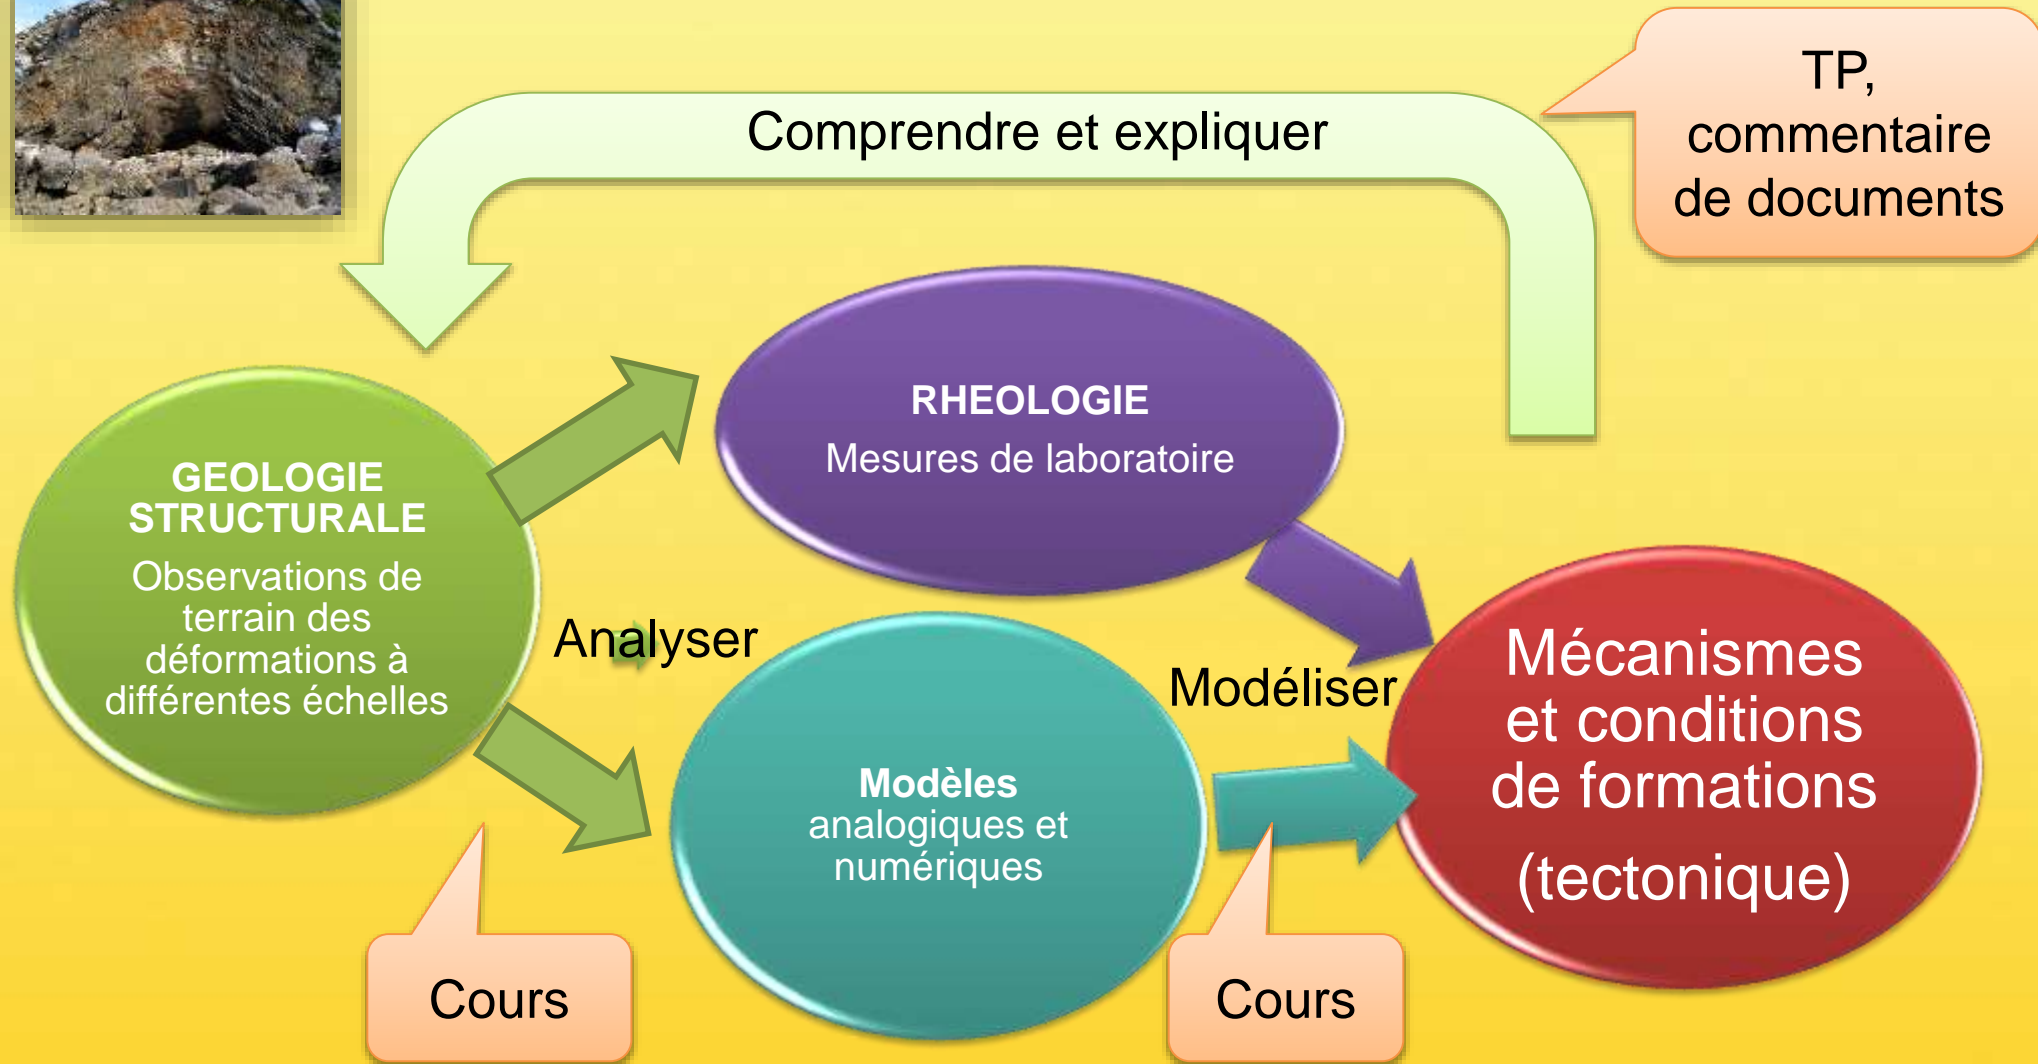 TP,
commentaire
de documents
Comprendre et expliquer
RHEOLOGIE
Mesures de laboratoire
GEOLOGIE
STRUCTURALE
Observations de
terrain des
déformations à
différentes échelles
Analyser
Modéliser
Modèles
analogiques et
numériques
Mécanismes
et conditions
de formations
(tectonique)
Cours
Cours